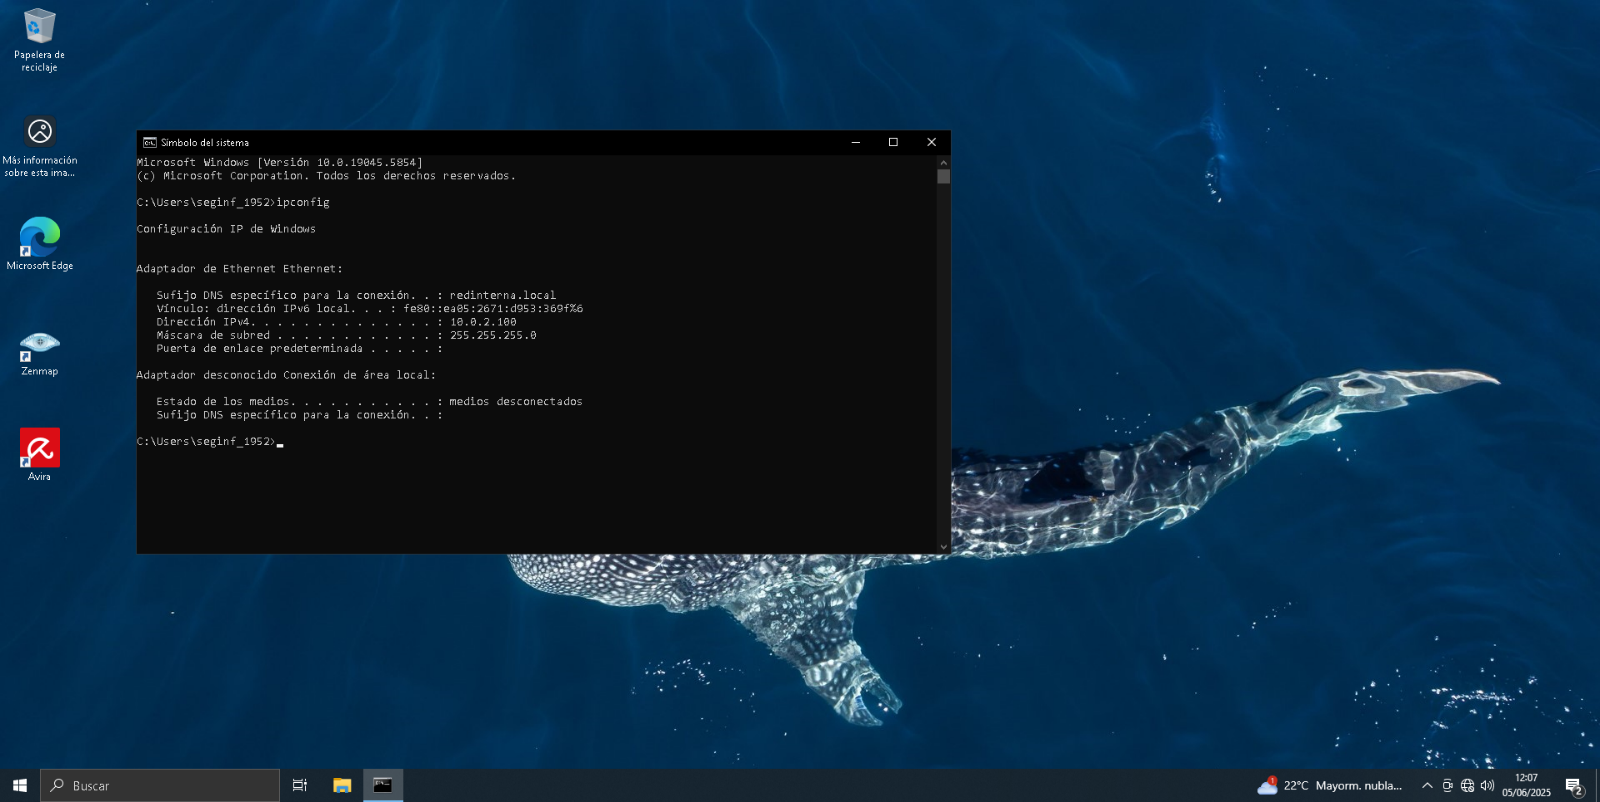 Papelera de
reciclaje
Más información
sobre esta ima...
Microsoft Edge
Zenmap
Avira
Símbolo del sistema
Microsoft Windows [Versión 10.0.19045.5854]
(c) Microsoft Corporation. Todos los derechos reservados.
C:\Users\seginf_1952>ipconfig
Configuración IP de Windows
Adaptador de Ethernet Ethernet:
Sufijo DNS específico para la conexión. . : redinterna.local
Vínculo: dirección IPv6 local. . . : fe80::ea05:2671:d953:369f%6
Dirección IPv4. . . . . . . . . . . . . . : 10.0.2.100
Máscara de subred . . . . . . . . . . . . : 255.255.255.0
Puerta de enlace predeterminada . . . . . :
Adaptador desconocido Conexión de área local:
Estado de los medios. . . . . . . . . . . : medios desconectados
Sufijo DNS específico para la conexión. . :
C:\Users\seginf_1952>
Buscar
1
22°C Mayorm. nubla...
12:07
05/06/2025
2